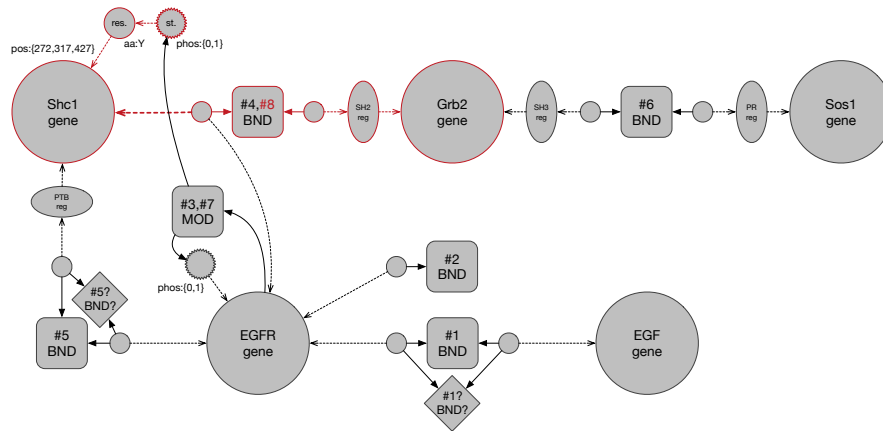 res.
st.
pos:{272,317,427}
aa:Y
phos:{0,1}
Shc1
gene
#4,#8
BND
SH2
reg
Grb2
gene
SH3
reg
#6
BND
PR
reg
Sos1
gene
PTB
reg
#3,#7
MOD
phos:{0,1}
#2
BND
#5?
BND?
#5
BND
EGFR
gene
#1
BND
EGF
gene
#1?
BND?